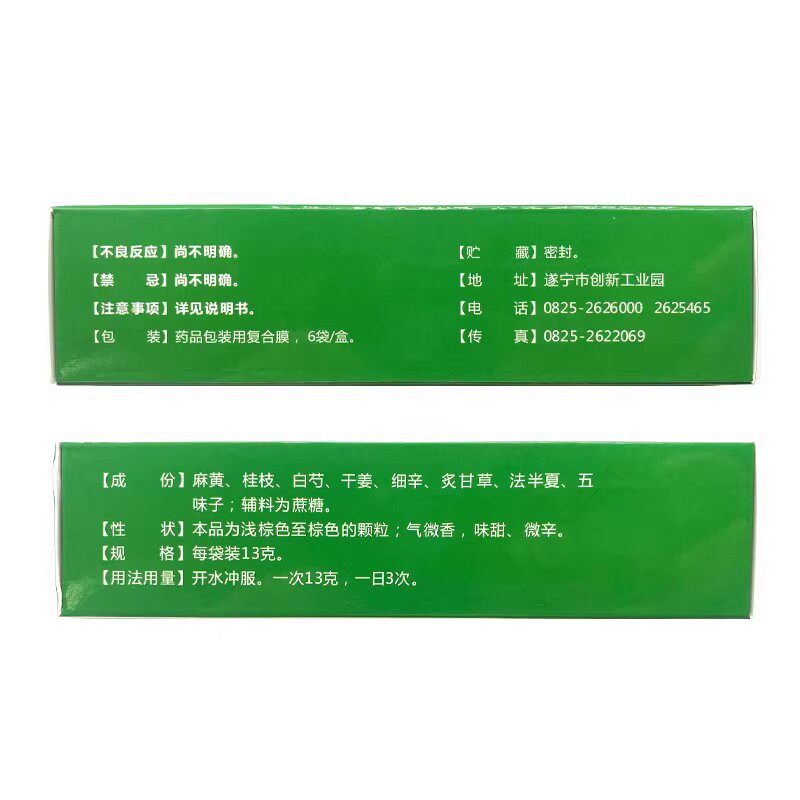 【不良反应】尚不明确。
【禁 忌】尚不明确。
【注意事项】详见说明书。
【包 装】药品包装用复合膜，6袋/盒。
【贮 藏】密封。
【地 址】遂宁市创新工业园
【电 话】0825-2626000 2625465
【传 真】0825-2622069
【成 份】麻黄、桂枝、白芍、干姜、细辛、炙甘草、法半夏、五
味子；辅料为蔗糖。
【性 状】本品为浅棕色至棕色的颗粒；气微香，味甜、微辛。
【规 格】每袋装13克。
【用法用量】开水冲服。一次13克，一日3次。